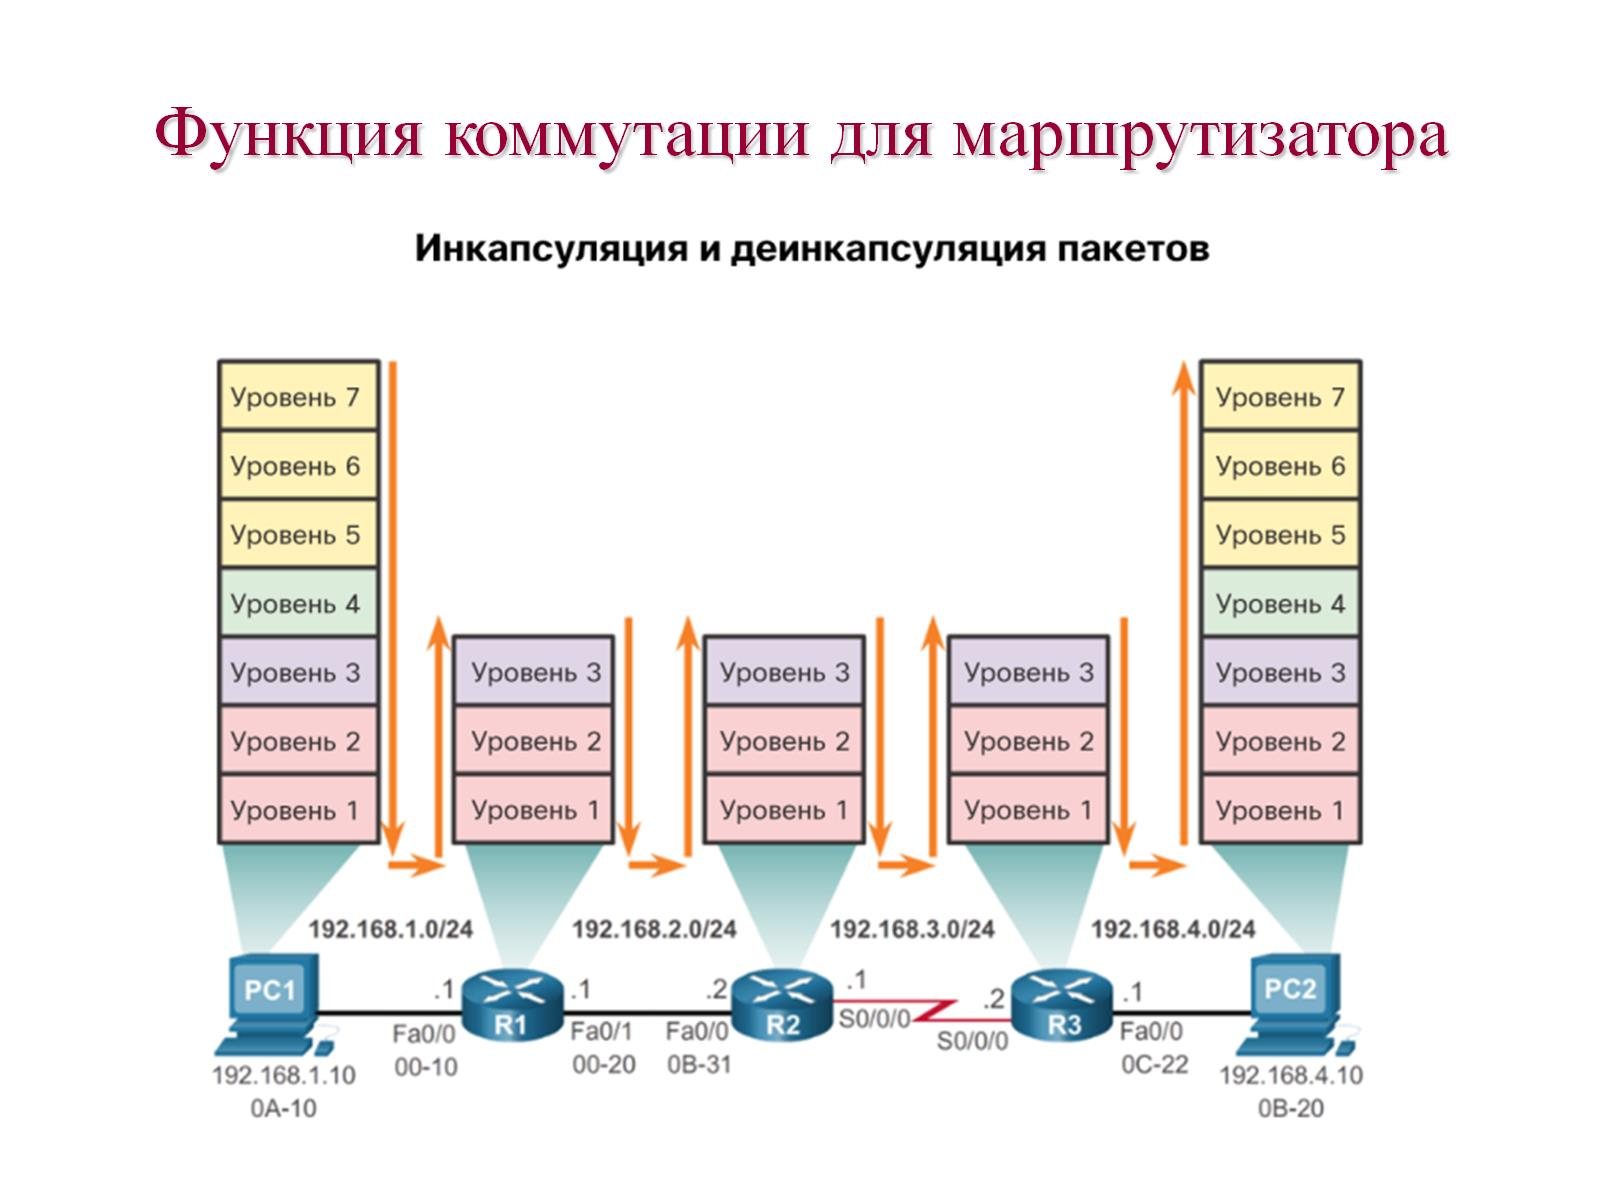 Функция коммутации для маршрутизатора
Инкапсуляция и деинкапсуляция пакетов
Уровень 7
Уровень 6
Уровень 5
Уровень 4
Уровень 3
Уровень 2
Уровень 1
Уровень 3
Уровень 2
Уровень 1
Уровень 3
Уровень 2
Уровень 1
Уровень 3
Уровень 2
Уровень 1
Уровень 7
Уровень 6
Уровень 5
Уровень 4
Уровень 3
Уровень 2
Уровень 1
192.168.1.0/24
192.168.2.0/24
192.168.3.0/24
192.168.4.0/24
PC1
192.168.1.10
0A-10
.1
Fa0/0
00-10
R1
.1
Fa0/1
00-20
.2
Fa0/0
0B-31
R2
.1
S0/0/0
.2
S0/0/0
R3
.1
Fa0/0
0C-22
PC2
192.168.4.10
0B-20